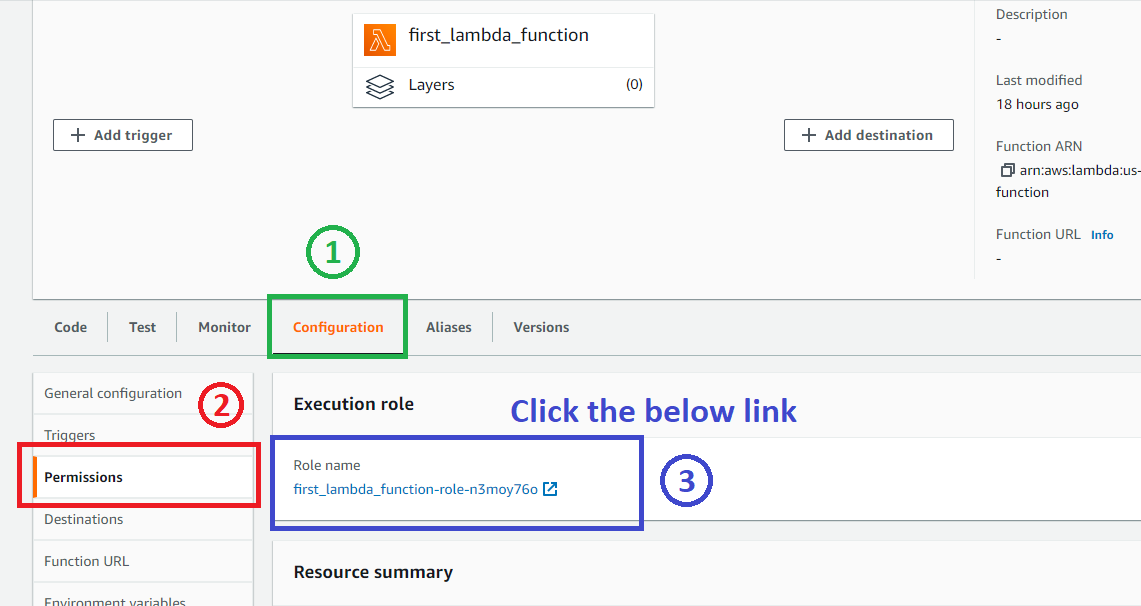 first_lambda_function
Layers (0)
Add trigger
Add destination
Description
-
Last modified
18 hours ago
Function ARN
arn:aws:lambda:us-
function
Function URL Info
-
1
Code Test Monitor Configuration Aliases Versions
General configuration
2
Triggers
Permissions
Destinations
Function URL
Environment variables
Execution role
Click the below link
Role name
first_lambda_function-role-n3moy76o
3
Resource summary